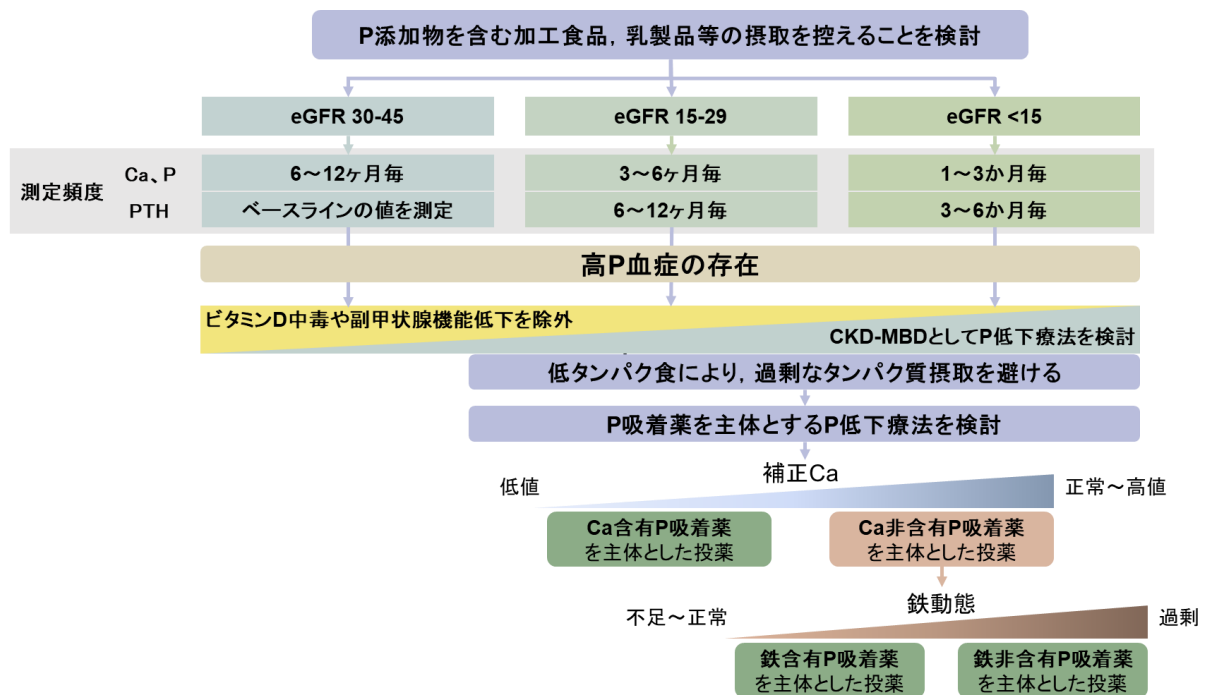 P添加物を含む加工食品，乳製品等の摂取を控えることを検討
eGFR 30-45
eGFR 15-29
eGFR <15
測定頻度
Ca、P
6～12ヶ月毎
3～6ヶ月毎
1～3か月毎
PTH
ベースラインの値を測定
6～12ヶ月毎
3～6か月毎
高P血症の存在
ビタミンD中毒や副甲状腺機能低下を除外
CKD-MBDとしてP低下療法を検討
低タンパク食により，過剰なタンパク質摂取を避ける
P吸着薬を主体とするP低下療法を検討
補正Ca
低値
正常～高値
Ca含有P吸着薬
を主体とした投薬
Ca非含有P吸着薬
を主体とした投薬
鉄動態
不足～正常
過剰
鉄含有P吸着薬
を主体とした投薬
鉄非含有P吸着薬
を主体とした投薬